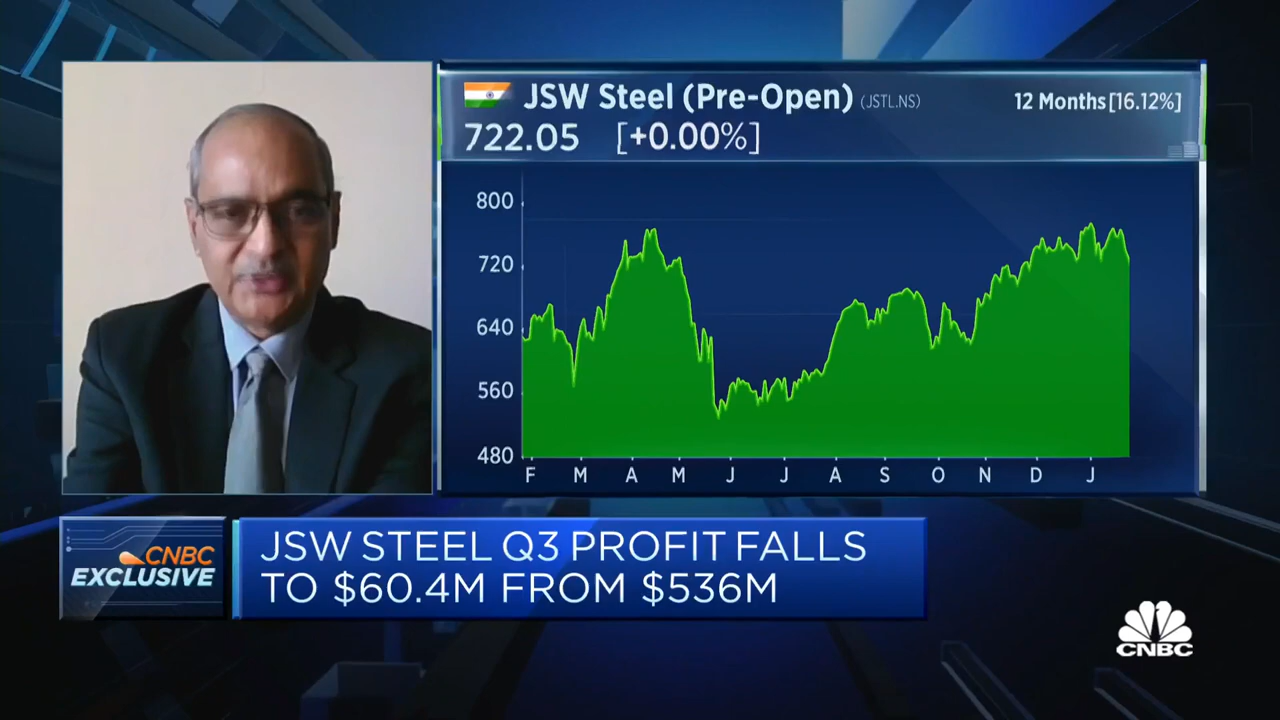 JSW Steel (Pre-Open) (JSTL.NS) 12 Months[16.12%]
722.05 [+0.00%]
800
720
640
560
480
F M A M J J A S O N D J
CNBC
EXCLUSIVE
JSW STEEL Q3 PROFIT FALLS
TO $60.4M FROM $536M
CNBC